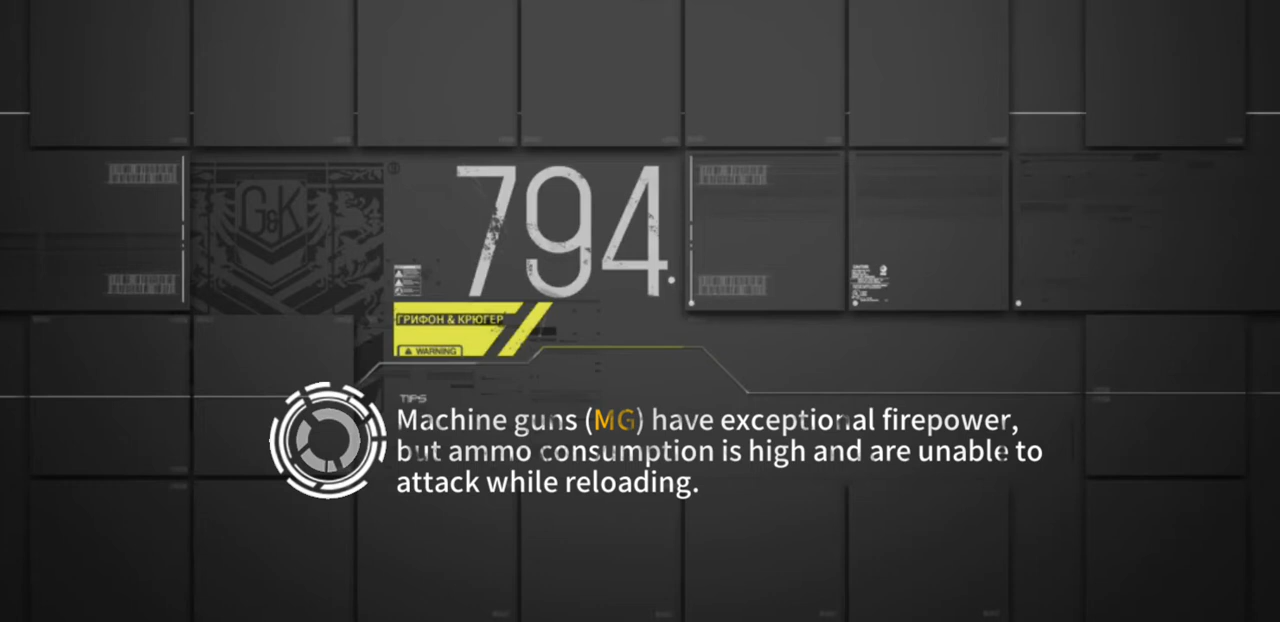 G&K
794.
ГРИФОН & КРЮГЕР
WARNING
TIPS
Machine guns (MG) have exceptional firepower,
but ammo consumption is high and are unable to
attack while reloading.